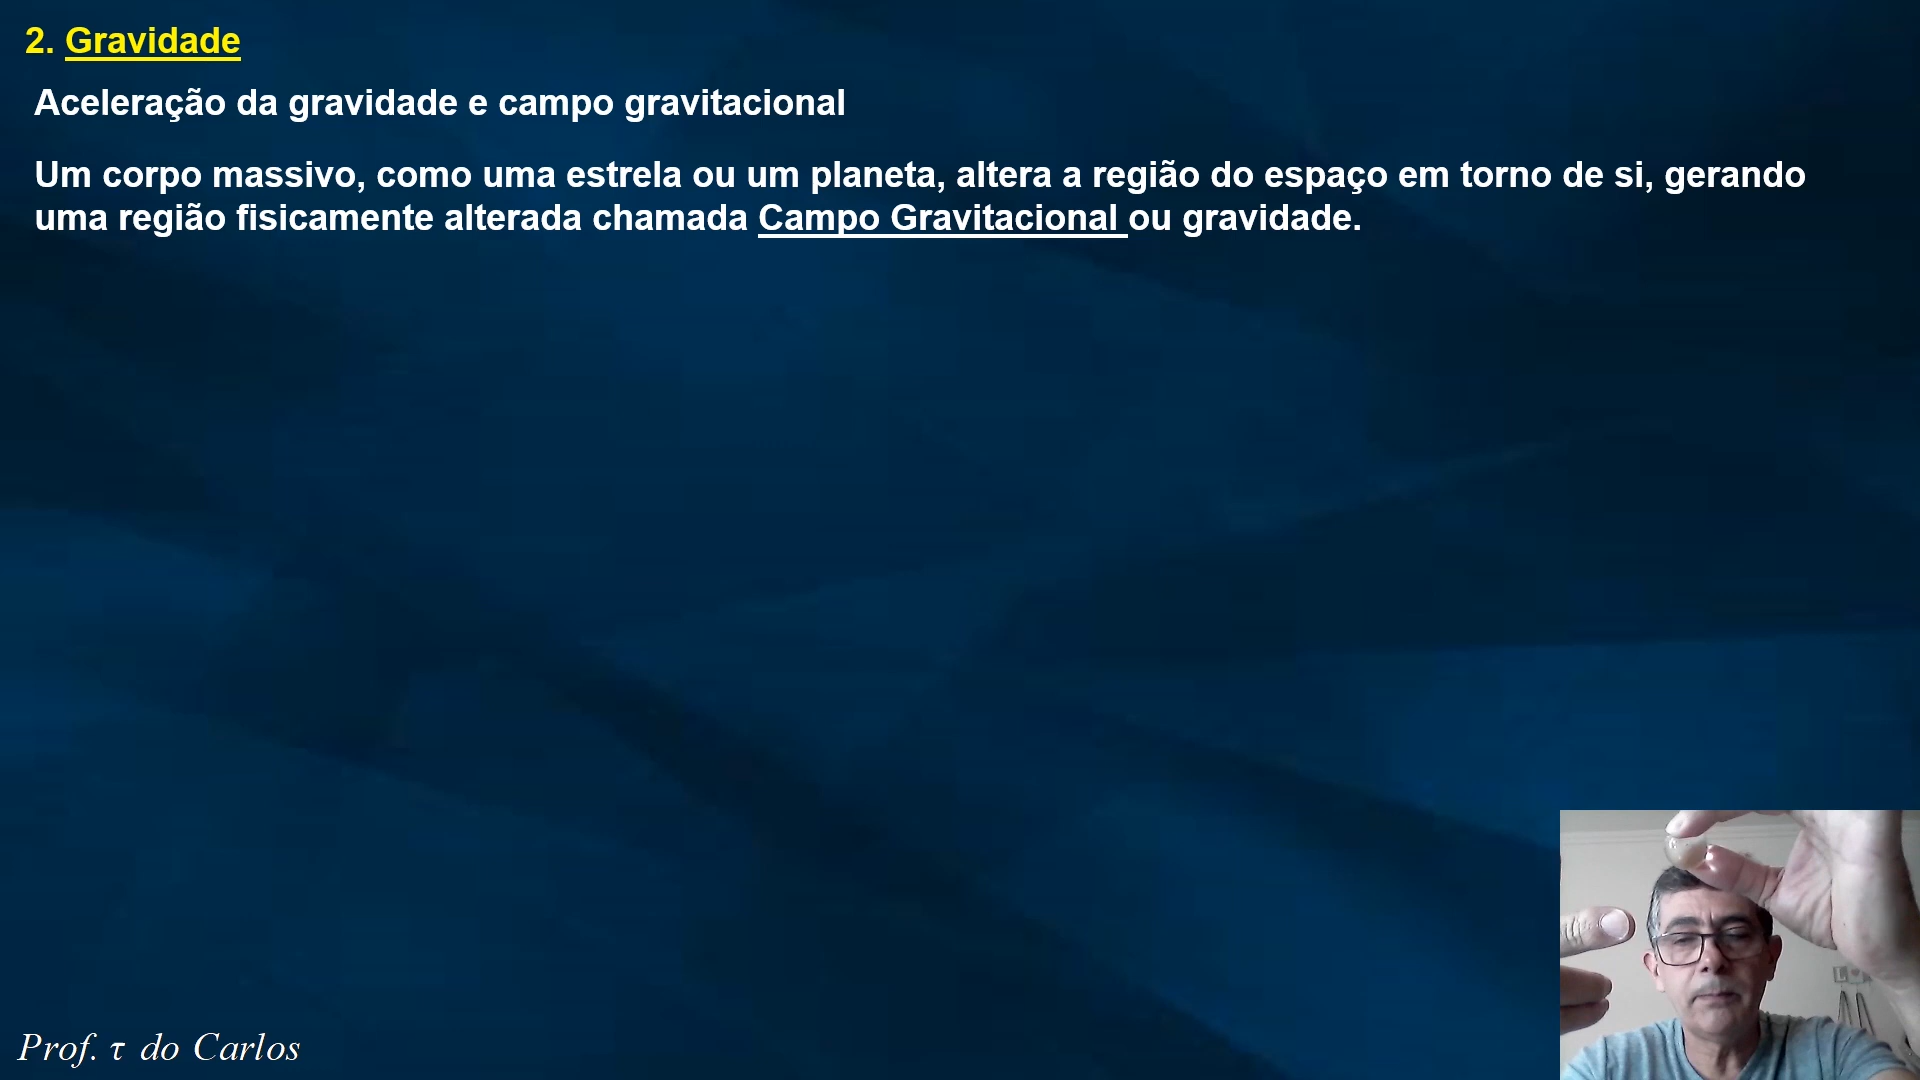 2. Gravidade
Aceleração da gravidade e campo gravitacional
Um corpo massivo, como uma estrela ou um planeta, altera a região do espaço em torno de si, gerando
uma região fisicamente alterada chamada Campo Gravitacional ou gravidade.
Prof. τ do Carlos